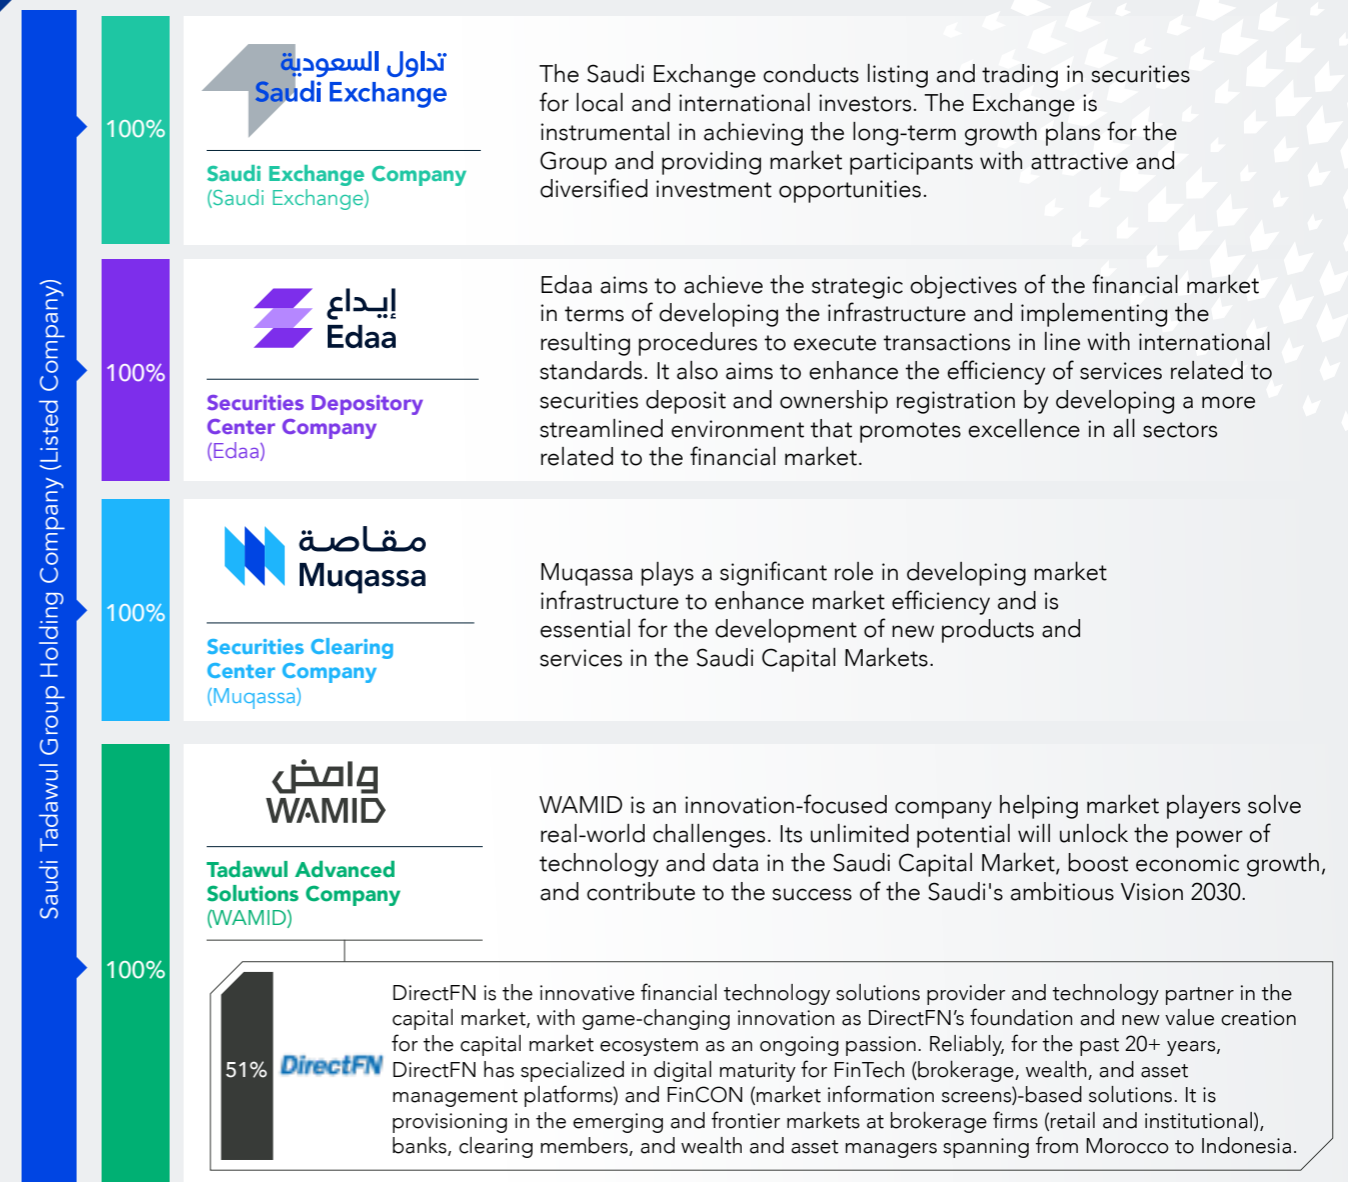 Saudi Tadawul Group Holding Company (Listed Company)
100%
تداول السعودية
Saudi Exchange
Saudi Exchange Company
(Saudi Exchange)
The Saudi Exchange conducts listing and trading in securities
for local and international investors. The Exchange is
instrumental in achieving the long-term growth plans for the
Group and providing market participants with attractive and
diversified investment opportunities.
100%
إيـداع
Edaa
Securities Depository
Center Company
(Edaa)
Edaa aims to achieve the strategic objectives of the financial market
in terms of developing the infrastructure and implementing the
resulting procedures to execute transactions in line with international
standards. It also aims to enhance the efficiency of services related to
securities deposit and ownership registration by developing a more
streamlined environment that promotes excellence in all sectors
related to the financial market.
100%
مقاصة
Muqassa
Securities Clearing
Center Company
(Muqassa)
Muqassa plays a significant role in developing market
infrastructure to enhance market efficiency and is
essential for the development of new products and
services in the Saudi Capital Markets.
100%
وامض
WAMID
Tadawul Advanced
Solutions Company
(WAMID)
WAMID is an innovation-focused company helping market players solve
real-world challenges. Its unlimited potential will unlock the power of
technology and data in the Saudi Capital Market, boost economic growth,
and contribute to the success of the Saudi's ambitious Vision 2030.
51%
DirectFN
DirectFN is the innovative financial technology solutions provider and technology partner in the
capital market, with game-changing innovation as DirectFN’s foundation and new value creation
for the capital market ecosystem as an ongoing passion. Reliably, for the past 20+ years,
DirectFN has specialized in digital maturity for FinTech (brokerage, wealth, and asset
management platforms) and FinCON (market information screens)-based solutions. It is
provisioning in the emerging and frontier markets at brokerage firms (retail and institutional),
banks, clearing members, and wealth and asset managers spanning from Morocco to Indonesia.